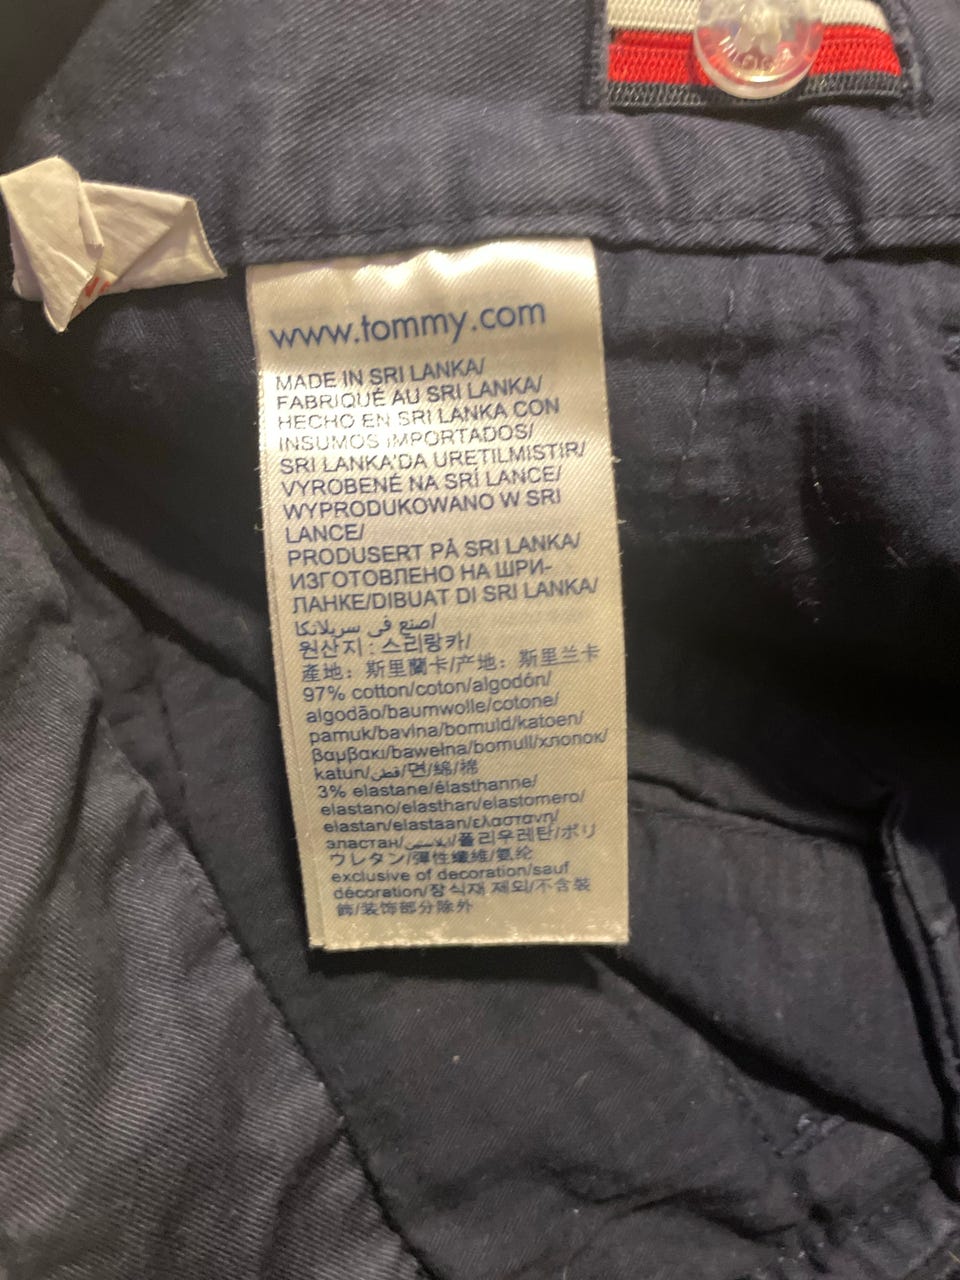 www.tommy.com
MADE IN SRI LANKA/
FABRIQUÉ AU SRI LANKA/
HECHO EN SRI LANKA CON
INSUMOS IMPORTADOS/
SRI LANKA'DA URETILMISTIR/
VYROBENÉ NA SRÍ LANCE/
WYPRODUKOWANO W SRI
LANCE/
PRODUSERT PÅ SRI LANKA/
ИЗГОТОВЛЕНО НА ШРИ-
ЛАНКЕ/DIBUAT DI SRI LANKA/
صنع في سريلانكا/
원산지 : 스리랑카/
產地：斯里蘭卡/产地：斯里兰卡
97% cotton/coton/algodón/
algodão/baumwolle/cotone/
pamuk/bavlna/bomuld/katoen/
βαμβακι/bawełna/bomull/хлопок/
katun/قطن/면/綿/棉
3% elastane/élasthanne/
elastano/elasthan/elastomero/
elastan/elastaan/ελαστανη/
эластан/폴리우레탄/ポリ
ウレタン/彈性纖維/氨纶
exclusive of decoration/sauf
décoration/장식재 제외/不含裝
飾/装饰部分除外